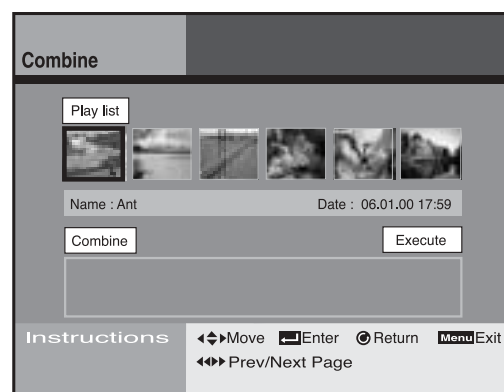 Combine
Play list
Name : Ant Date : 06.01.00 17:59
Combine Execute
Instructions Move Enter Return Menu Exit
Prev/Next Page